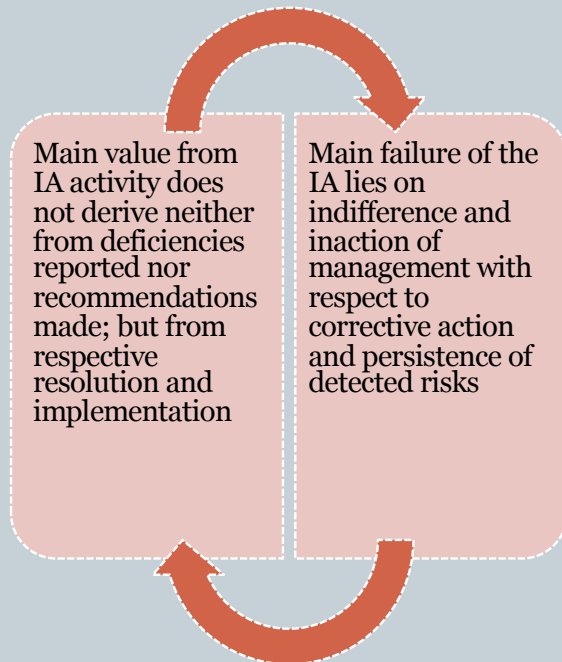 Main value from
IA activity does
not derive neither
from deficiencies
reported nor
recommendations
made; but from
respective
resolution and
implementation
Main failure of the
IA lies on
indifference and
inaction of
management with
respect to
corrective action
and persistence of
detected risks